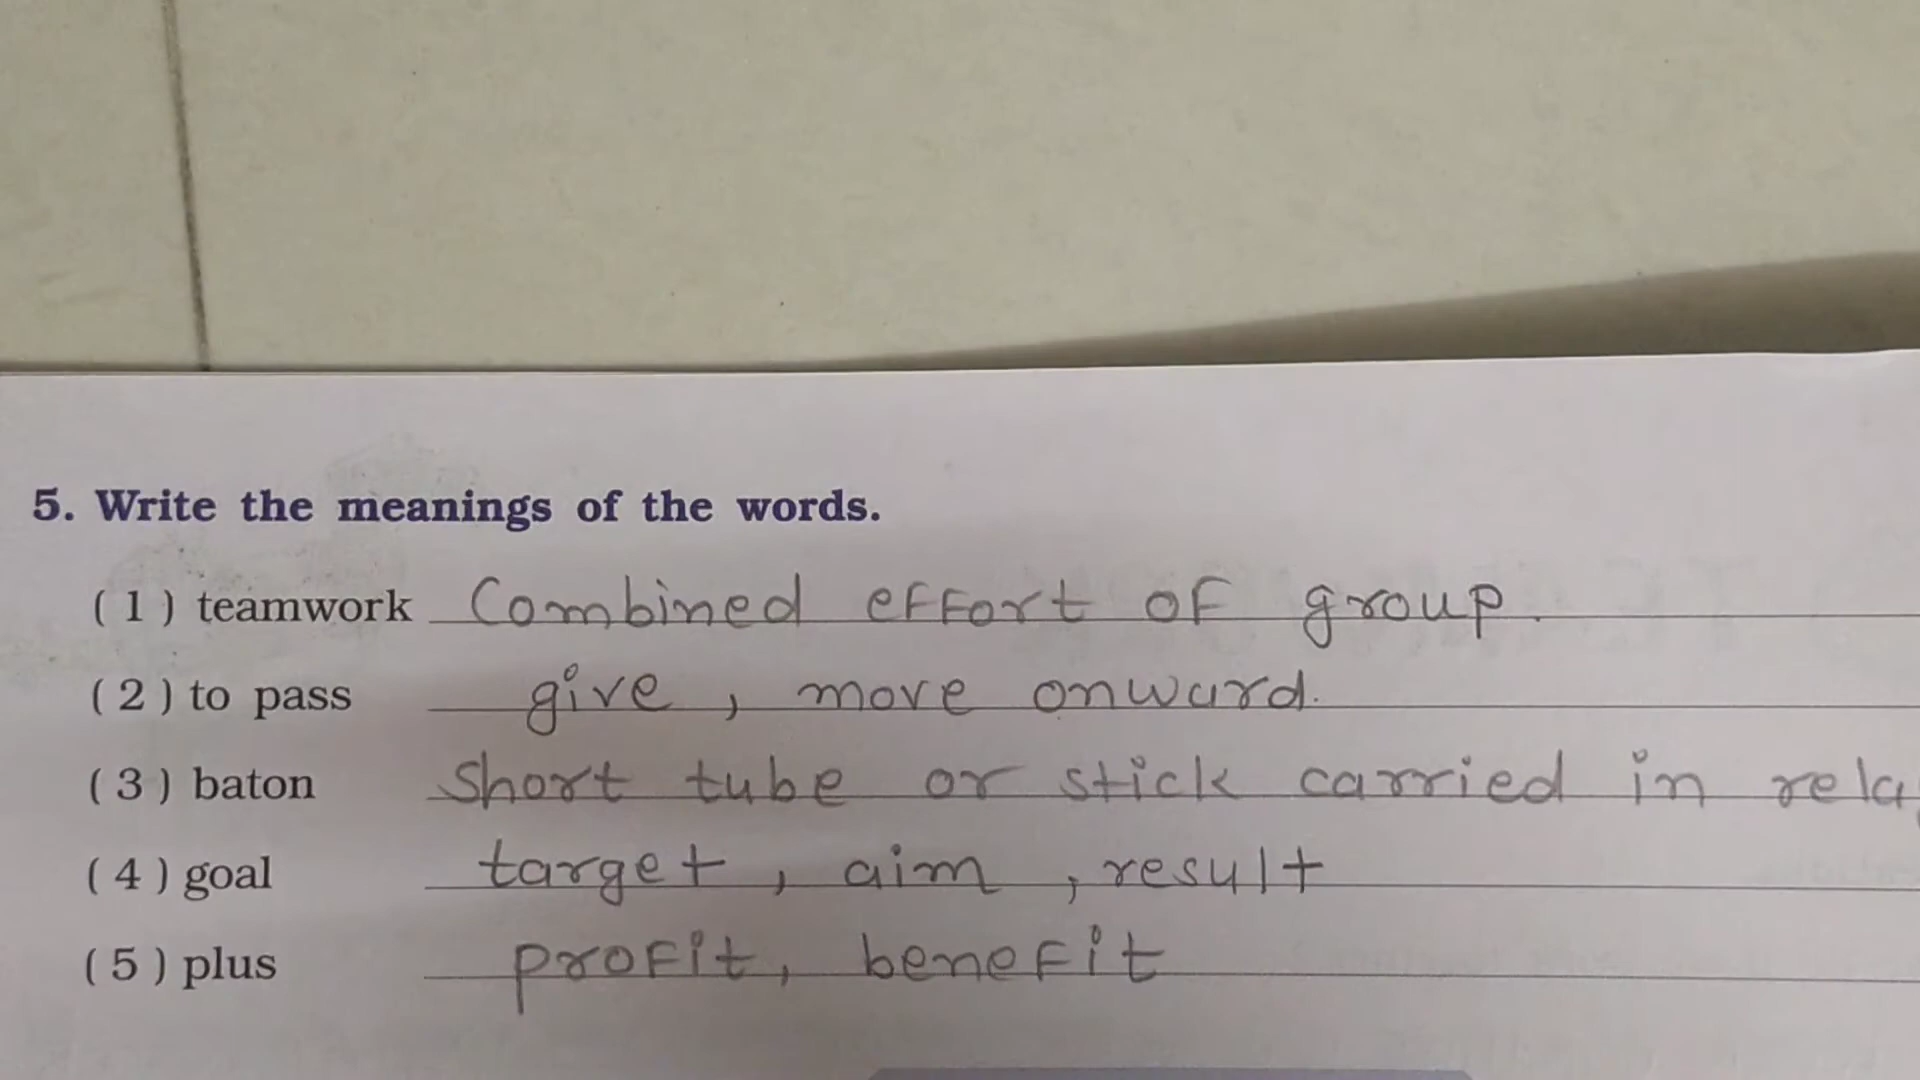 5. Write the meanings of the words.
(1) teamwork Combined effort of group.
(2) to pass give, move onward.
(3) baton short tube or stick carried in
(4) goal target, aim, result
(5) plus profit, benefit